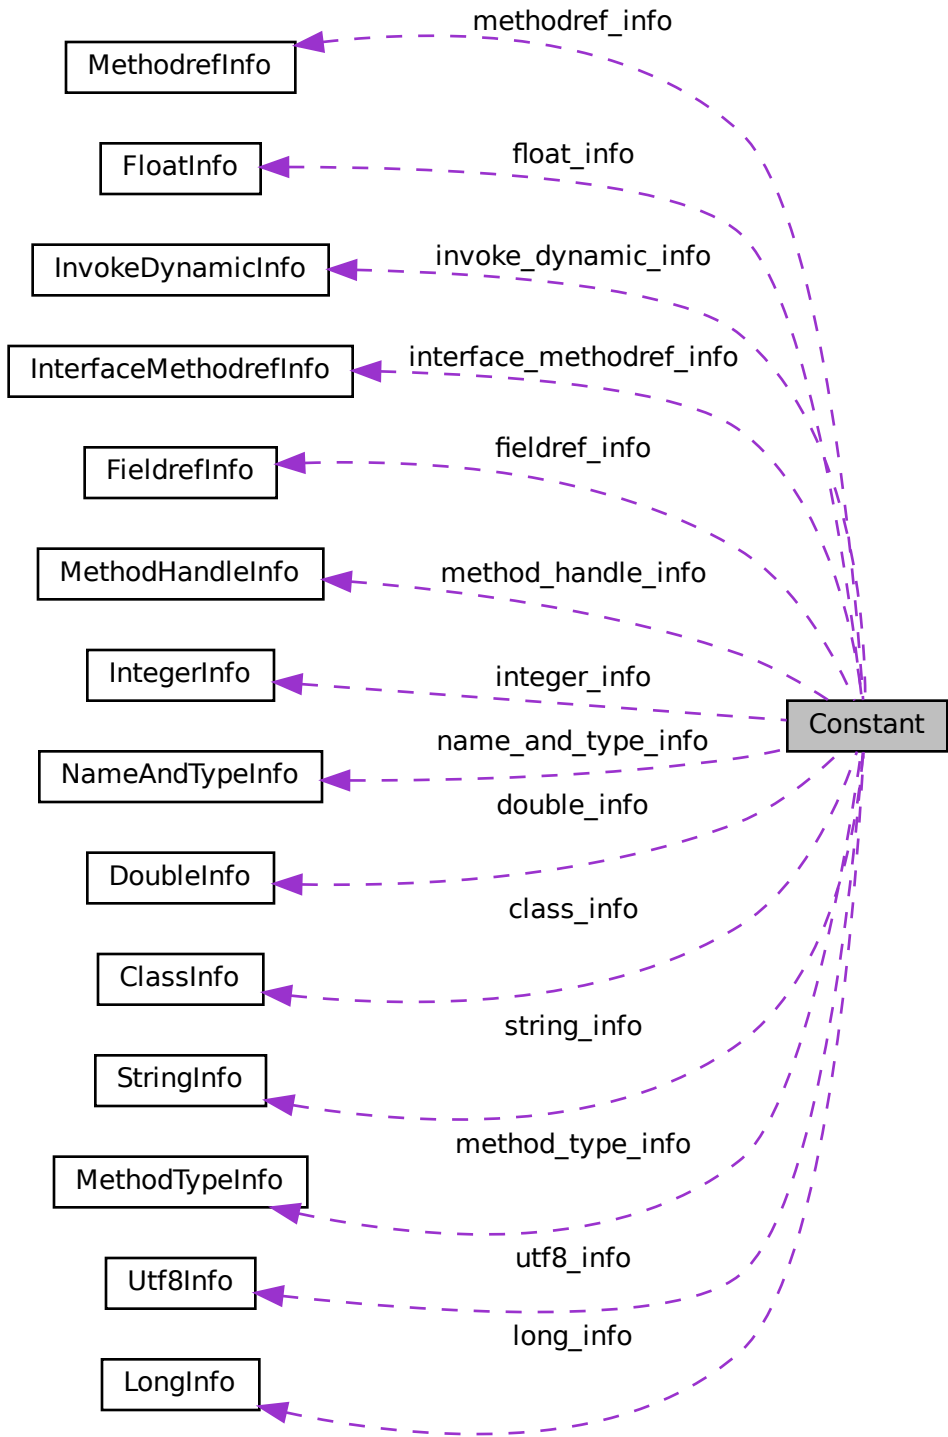 methodref_info
MethodrefInfo
float_info
FloatInfo
invoke_dynamic_info
InvokeDynamicInfo
interface_methodref_info
InterfaceMethodrefInfo
fieldref_info
FieldrefInfo
method_handle_info
MethodHandleInfo
integer_info
IntegerInfo
Constant
name_and_type_info
NameAndTypeInfo
double_info
DoubleInfo
class_info
ClassInfo
string_info
StringInfo
method_type_info
MethodTypeInfo
utf8_info
Utf8Info
long_info
LongInfo